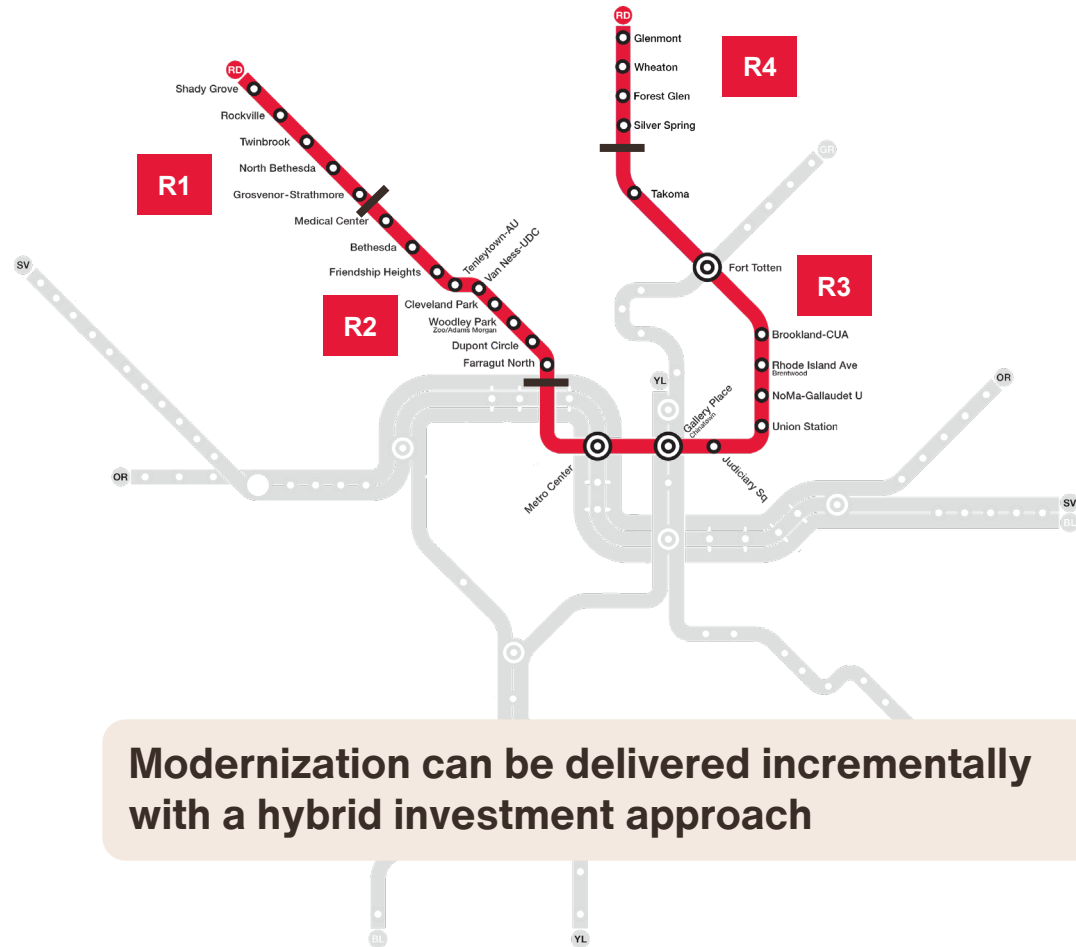 RD
Glenmont
Wheaton
Forest Glen
Silver Spring
R4
RD
Shady Grove
Rockville
Twinbrook
North Bethesda
Grosvenor-Strathmore
R1
GR
Takoma
Medical Center
Bethesda
Friendship Heights
Tenleytown-AU
Van Ness-UDC
Cleveland Park
Woodley Park
Zoo/Adams Morgan
Dupont Circle
Farragut North
R2
SV
Fort Totten
R3
Brookland-CUA
Rhode Island Ave
Brentwood
NoMa-Gallaudet U
Union Station
YL
OR
Gallery Place
Chinatown
Judiciary Sq
Metro Center
OR
SV
BL
Modernization can be delivered incrementally
with a hybrid investment approach
BL
YL